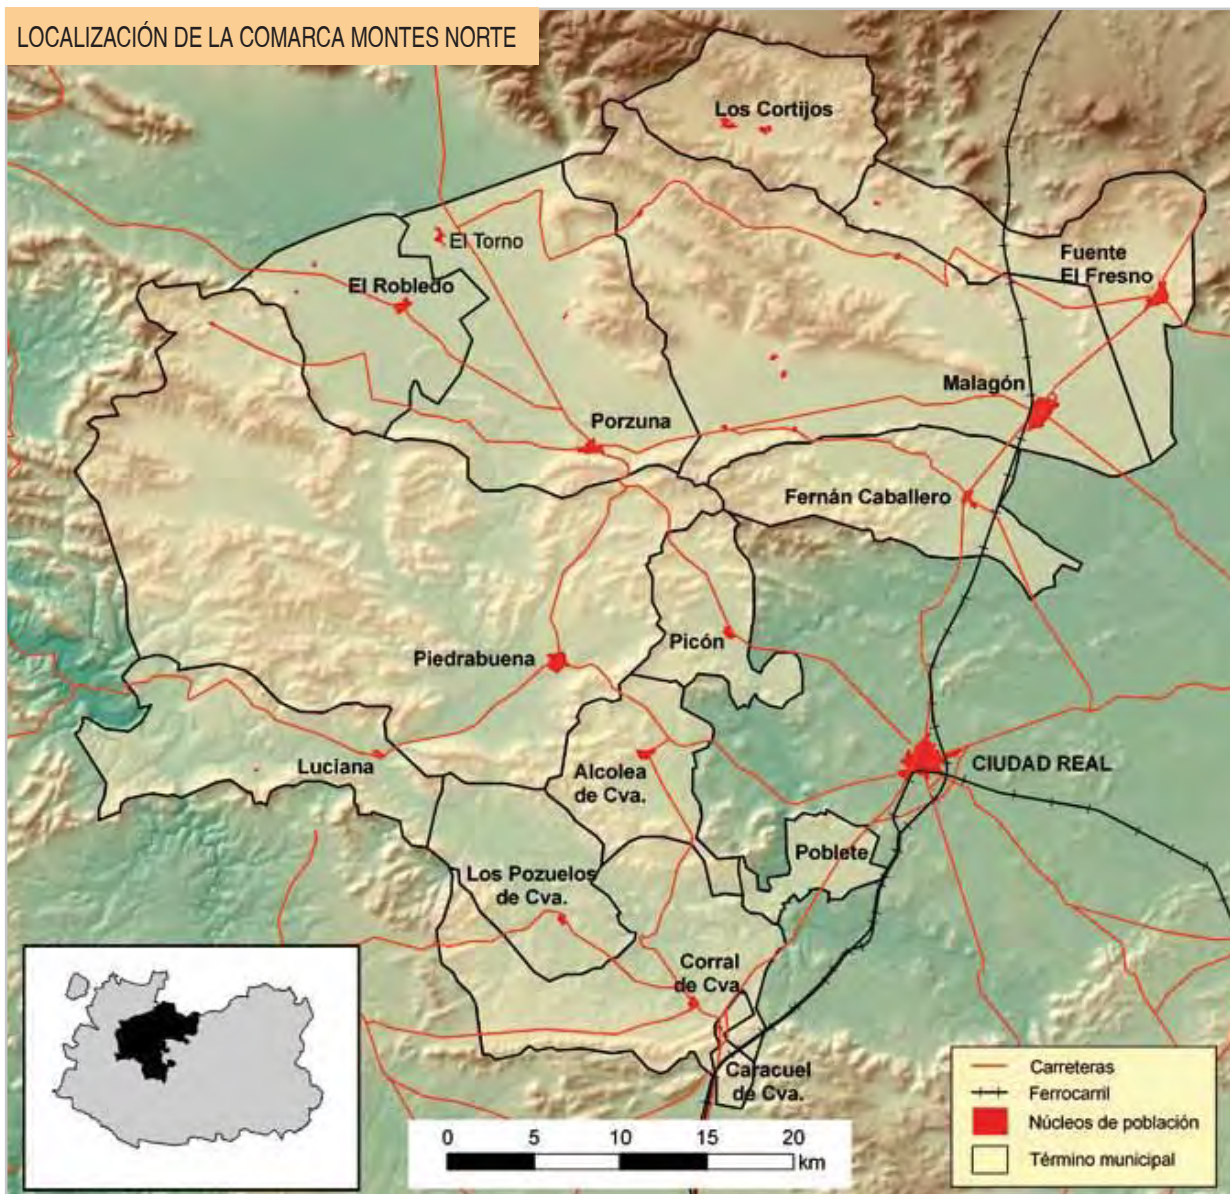 LOCALIZACIÓN DE LA COMARCA MONTES NORTE
Los Cortijos
El Torno
Fuente
El Fresno
El Robledo
Malagón
Porzuna
Fernán Caballero
Picón
Piedrabuena
Luciana
Alcolea
de Cva.
CIUDAD REAL
Poblete
Los Pozuelos
de Cva.
Corral
de Cva.
Caracuel
de Cva.
0 5 10 15 20
km
Carreteras
Ferrocarril
Núcleos de población
Término municipal